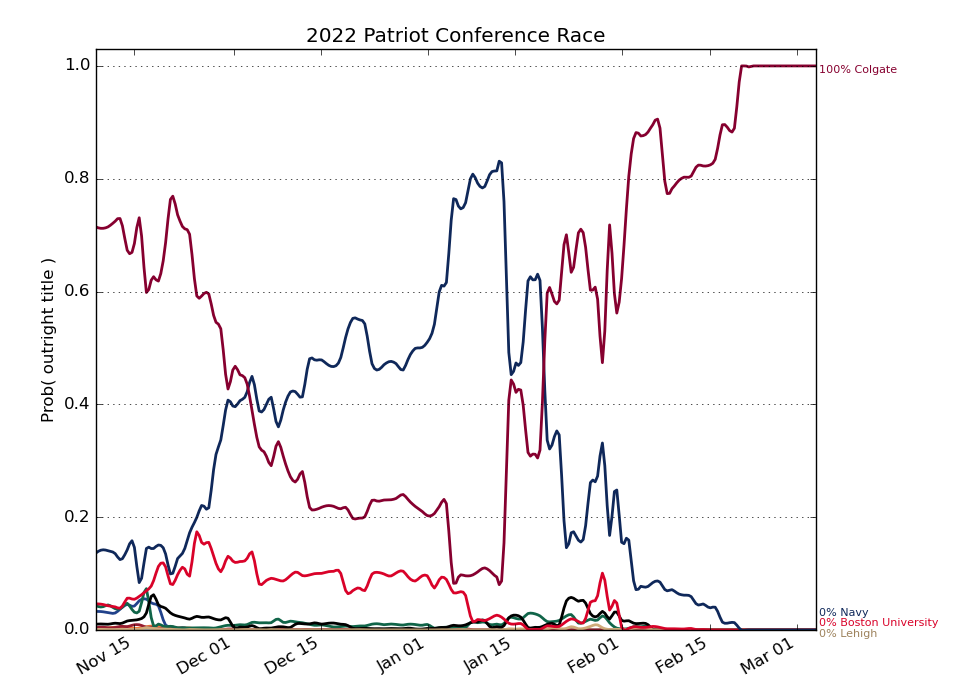 2022 Patriot Conference Race
Prob( outright title )
1.0
0.8
0.6
0.4
0.2
0.0
Nov 15
Dec 01
Dec 15
Jan 01
Jan 15
Feb 01
Feb 15
Mar 01
100% Colgate
0% Navy
0% Boston University
0% Lehigh